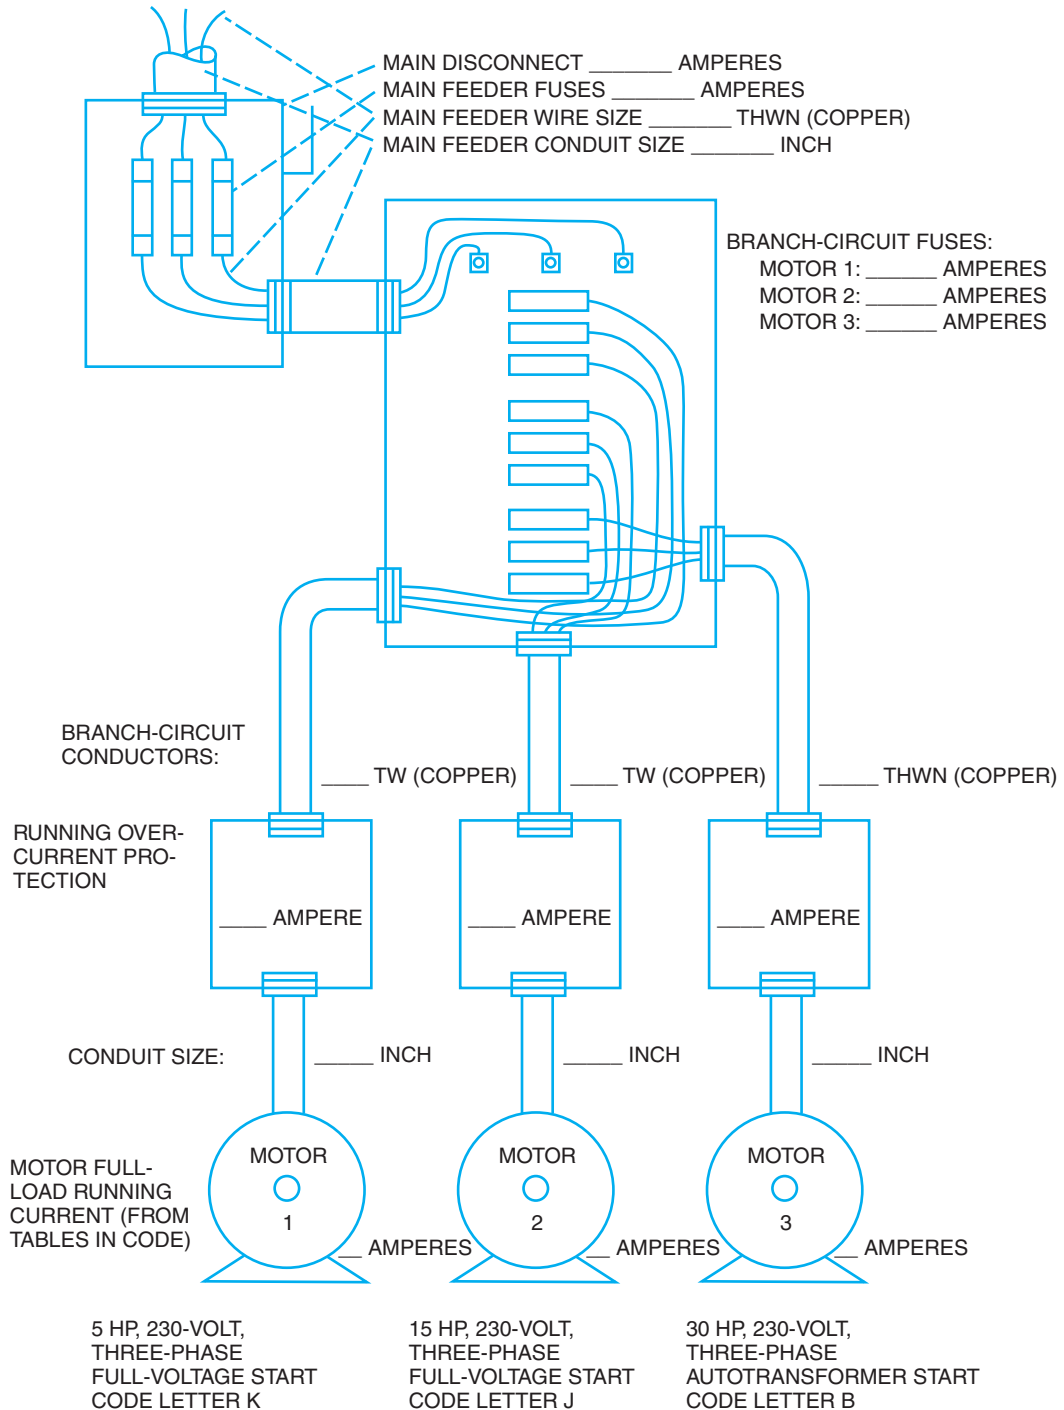 MAIN DISCONNECT _______ AMPERES
MAIN FEEDER FUSES _______ AMPERES
MAIN FEEDER WIRE SIZE _______ THWN (COPPER)
MAIN FEEDER CONDUIT SIZE _______ INCH
BRANCH-CIRCUIT FUSES:
MOTOR 1: ______ AMPERES
MOTOR 2: ______ AMPERES
MOTOR 3: ______ AMPERES
BRANCH-CIRCUIT
CONDUCTORS:
____ TW (COPPER) ____ TW (COPPER) _____ THWN (COPPER)
RUNNING OVER-
CURRENT PRO-
TECTION
____ AMPERE ____ AMPERE ____ AMPERE
CONDUIT SIZE: _____ INCH _____ INCH _____ INCH
MOTOR MOTOR MOTOR
1 2 3
MOTOR FULL-
LOAD RUNNING
CURRENT (FROM
TABLES IN CODE)
__ AMPERES __ AMPERES __ AMPERES
5 HP, 230-VOLT,
THREE-PHASE
FULL-VOLTAGE START
CODE LETTER K
15 HP, 230-VOLT,
THREE-PHASE
FULL-VOLTAGE START
CODE LETTER J
30 HP, 230-VOLT,
THREE-PHASE
AUTOTRANSFORMER START
CODE LETTER B